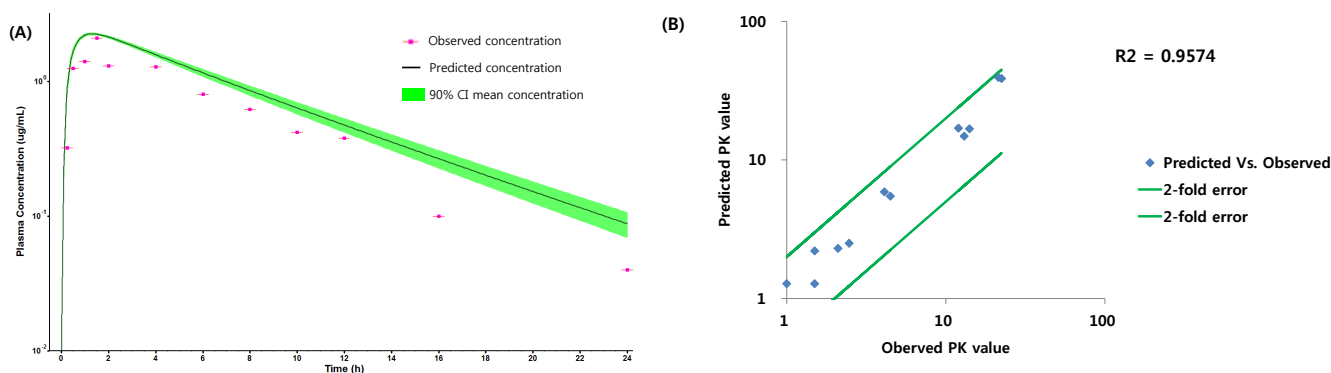 (A)
Observed concentration
Predicted concentration
90% CI mean concentration
Plasma Concentration (ug/mL)
10^0
10^-1
10^-2
0 2 4 6 8 10 12 14 16 18 20 22 24
Time (h)
(B)
100
10
1
R2 = 0.9574
Predicted PK value
Predicted Vs. Observed
2-fold error
2-fold error
1 10 100
Oberved PK value